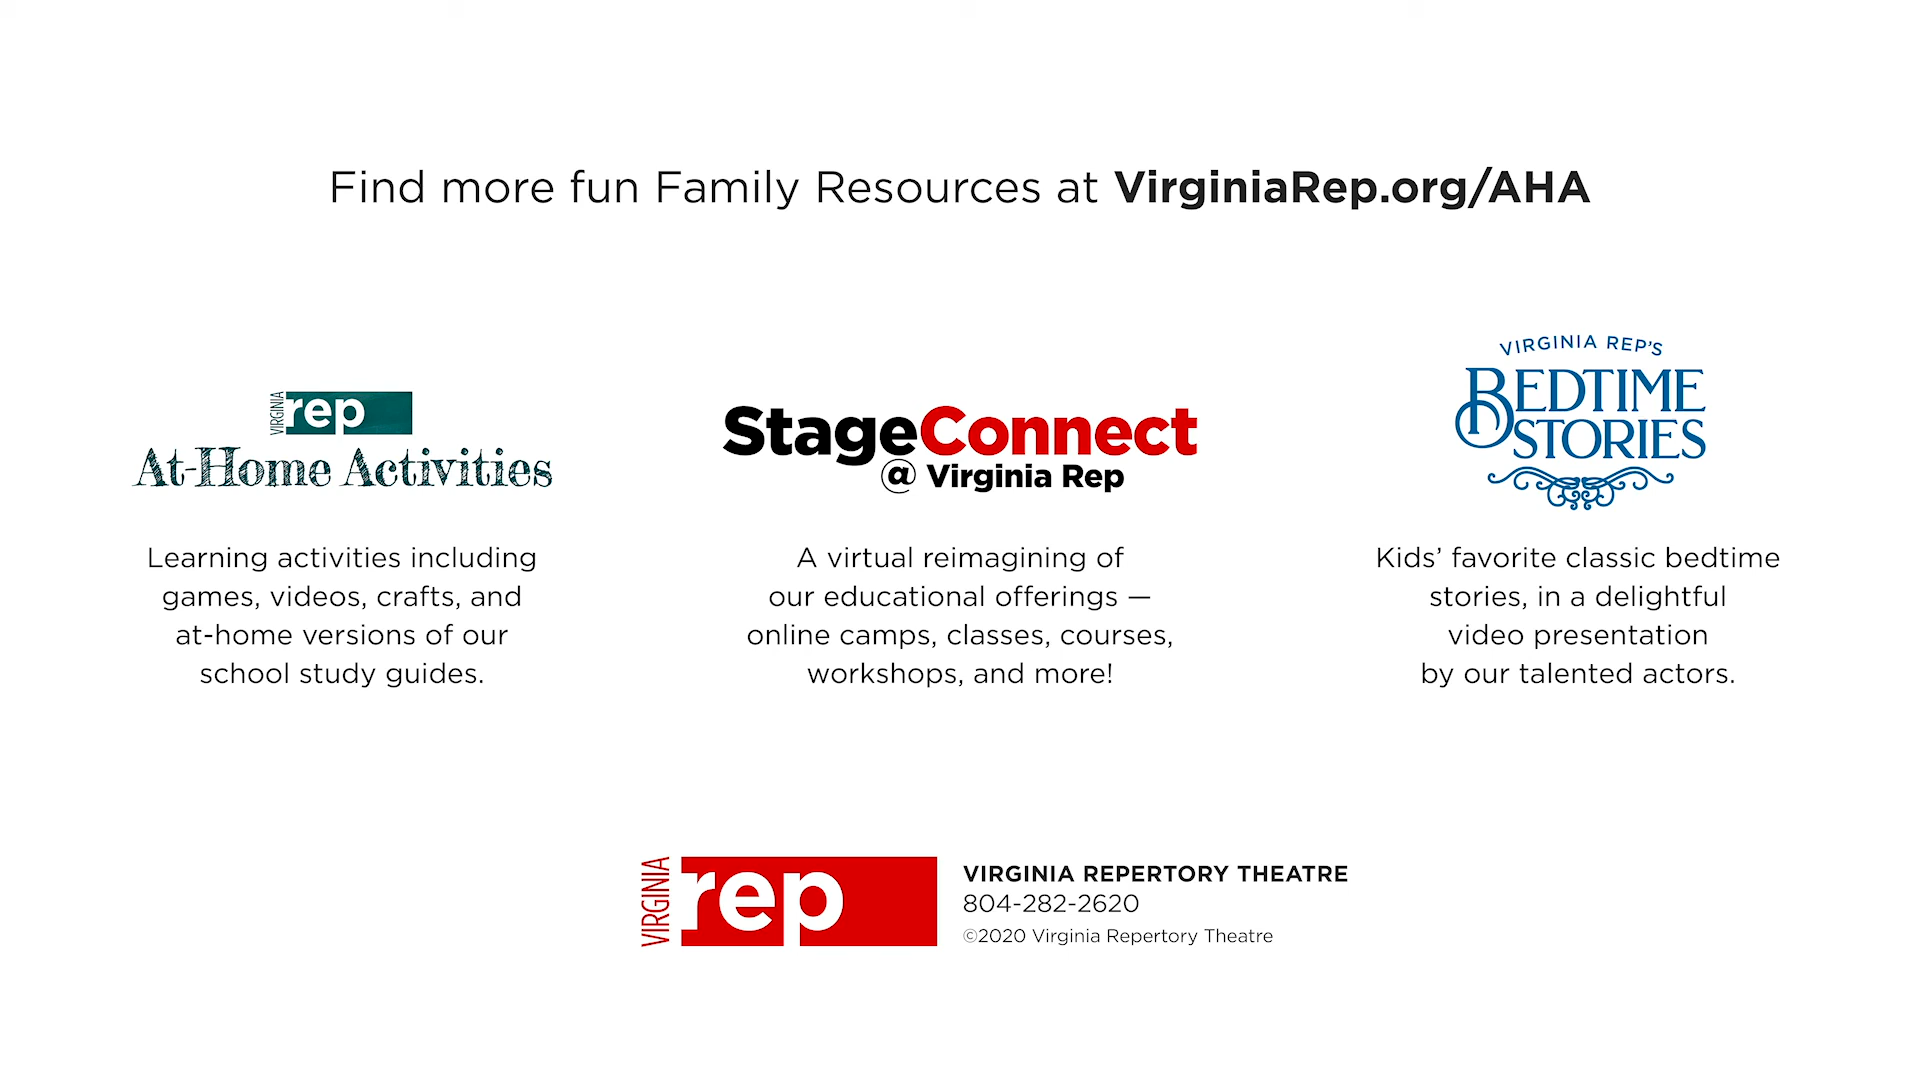 Find more fun Family Resources at VirginiaRep.org/AHA
VIRGINIA rep
At-Home Activities
Learning activities including
games, videos, crafts, and
at-home versions of our
school study guides.
StageConnect
@ Virginia Rep
A virtual reimagining of
our educational offerings —
online camps, classes, courses,
workshops, and more!
VIRGINIA REP’S
BEDTIME
STORIES
Kids’ favorite classic bedtime
stories, in a delightful
video presentation
by our talented actors.
VIRGINIA rep
VIRGINIA REPERTORY THEATRE
804-282-2620
©2020 Virginia Repertory Theatre